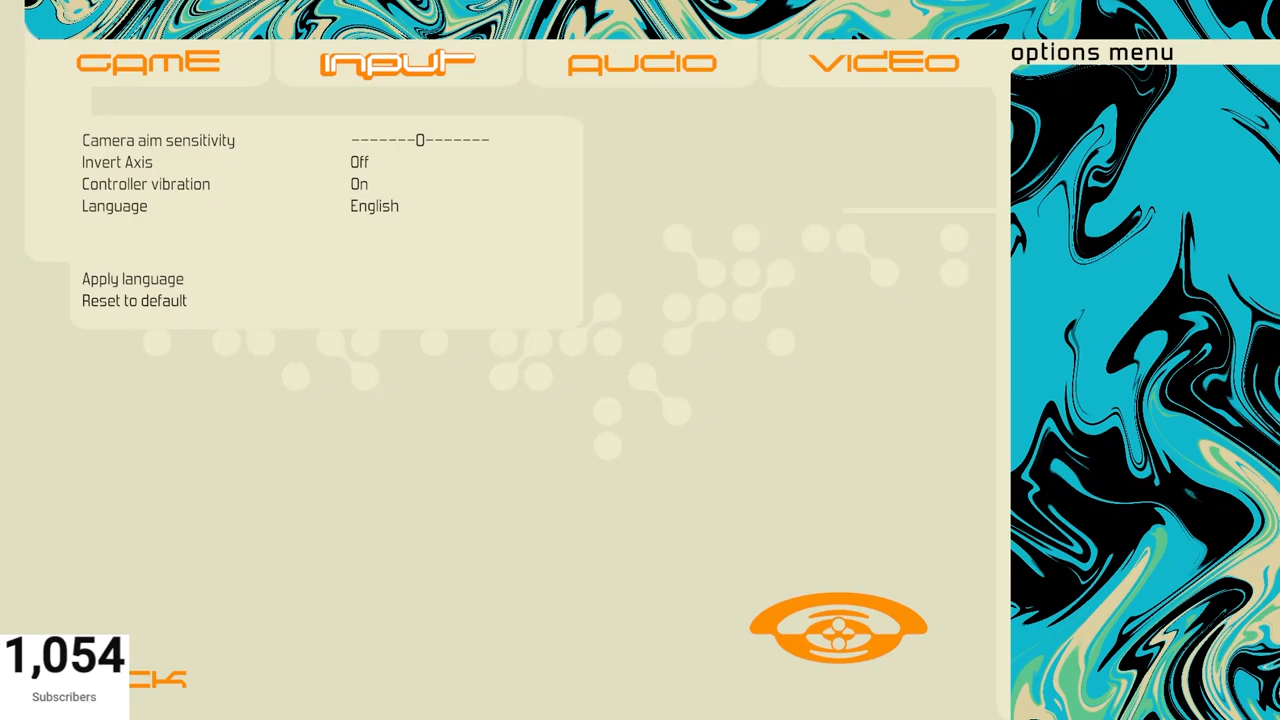 GAME INPUT AUDIO VIDEO
options menu
Camera aim sensitivity -------0-------
Invert Axis Off
Controller vibration On
Language English
Apply language
Reset to default
1,054
Subscribers
CK